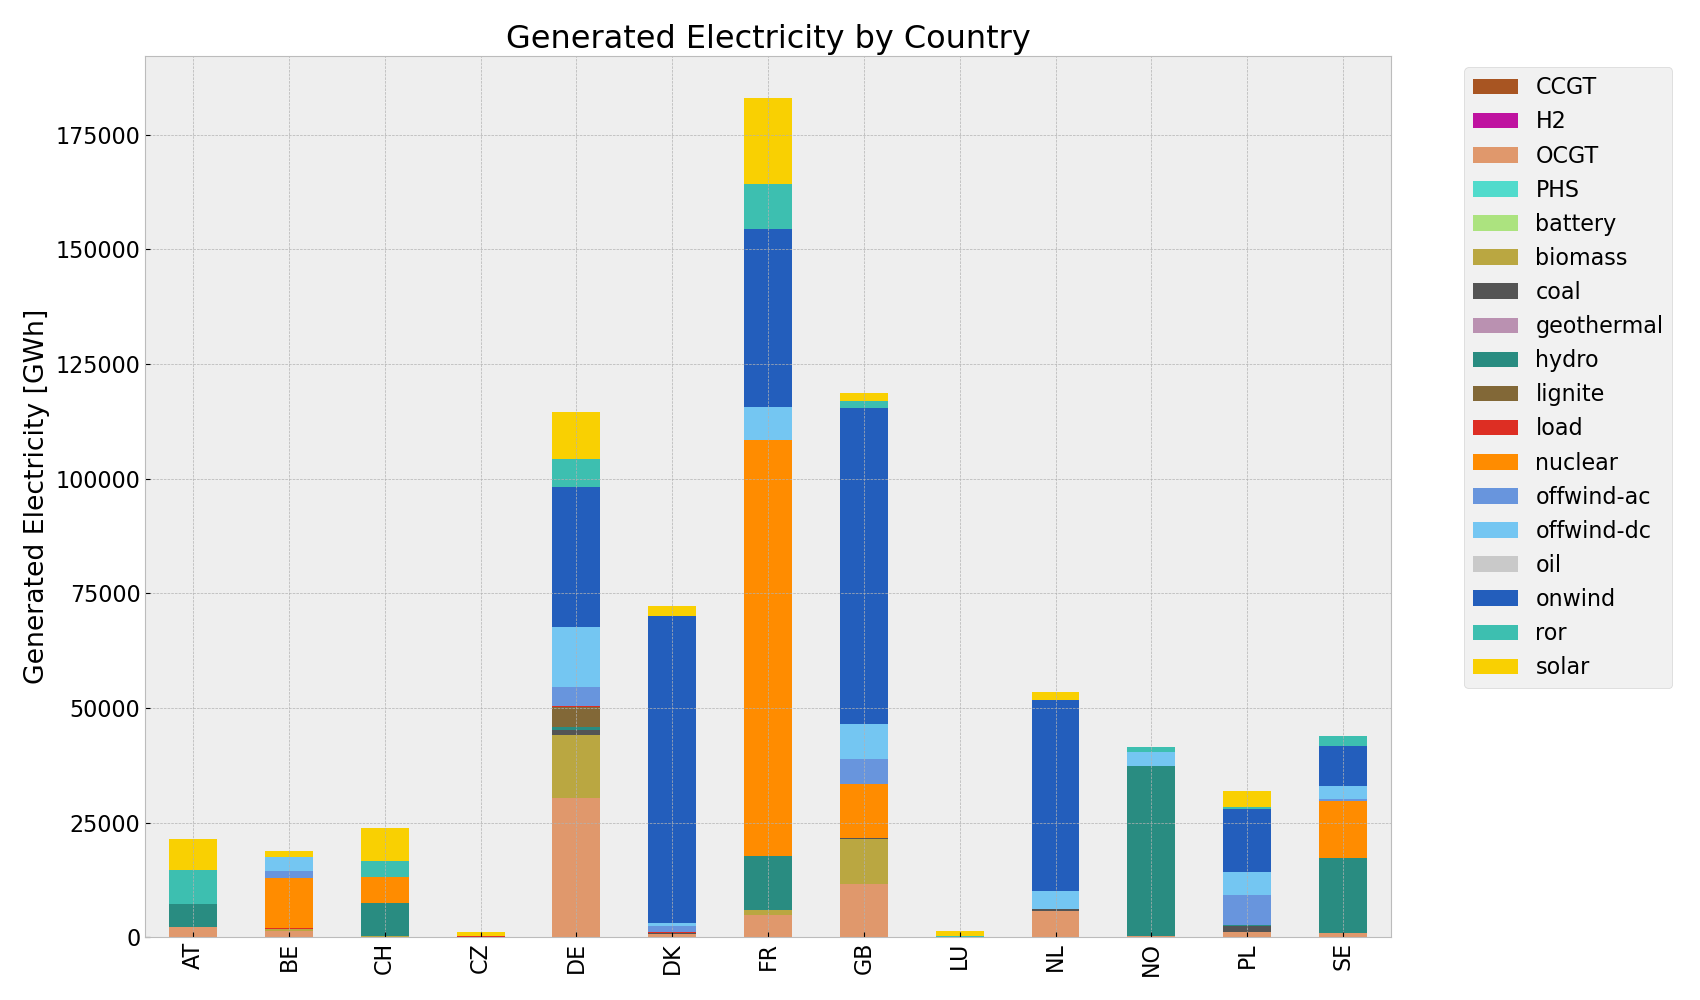 Generated Electricity by Country
Generated Electricity [GWh]
175000
150000
125000
100000
75000
50000
25000
0
AT
BE
CH
CZ
DE
DK
FR
GB
LU
NL
NO
PL
SE
CCGT
H2
OCGT
PHS
battery
biomass
coal
geothermal
hydro
lignite
load
nuclear
offwind-ac
offwind-dc
oil
onwind
ror
solar